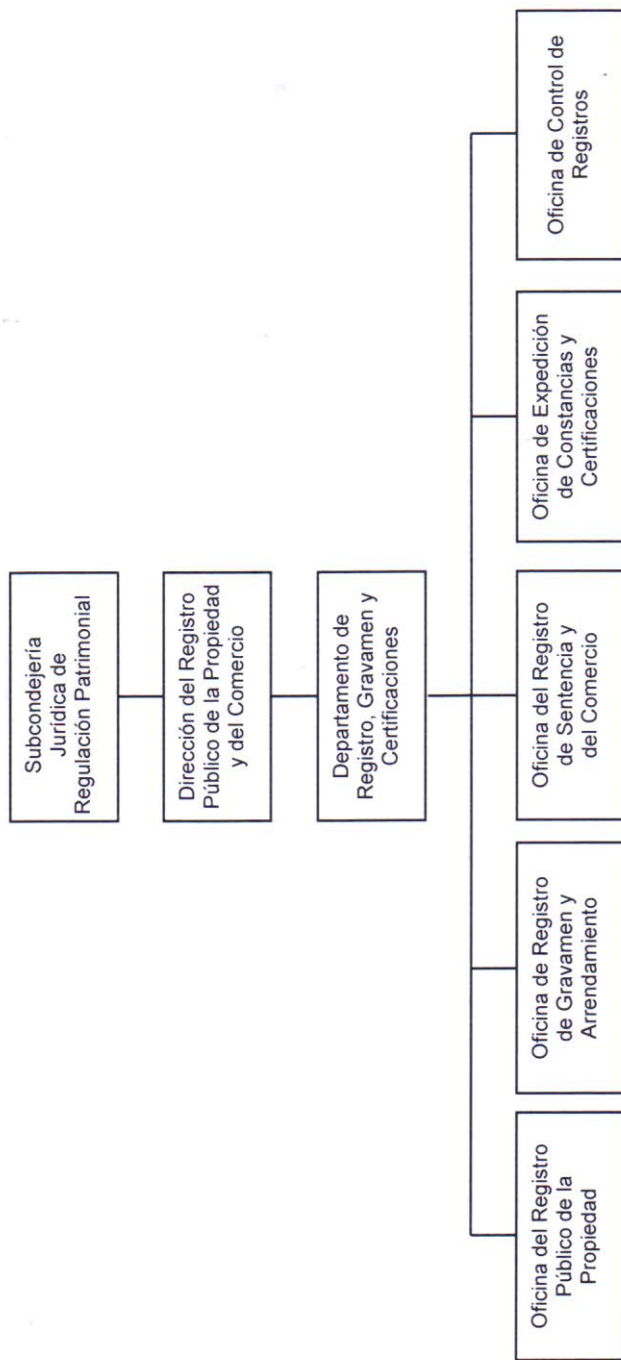 Subcondejería
Jurídica de
Regulación Patrimonial
Dirección del Registro
Público de la Propiedad
y del Comercio
Departamento de
Registro, Gravamen y
Certificaciones
Oficina del Registro
Público de la
Propiedad
Oficina de Registro
de Gravamen y
Arrendamiento
Oficina del Registro
de Sentencia y
del Comercio
Oficina de Expedición
de Constancias y
Certificaciones
Oficina de Control de
Registros